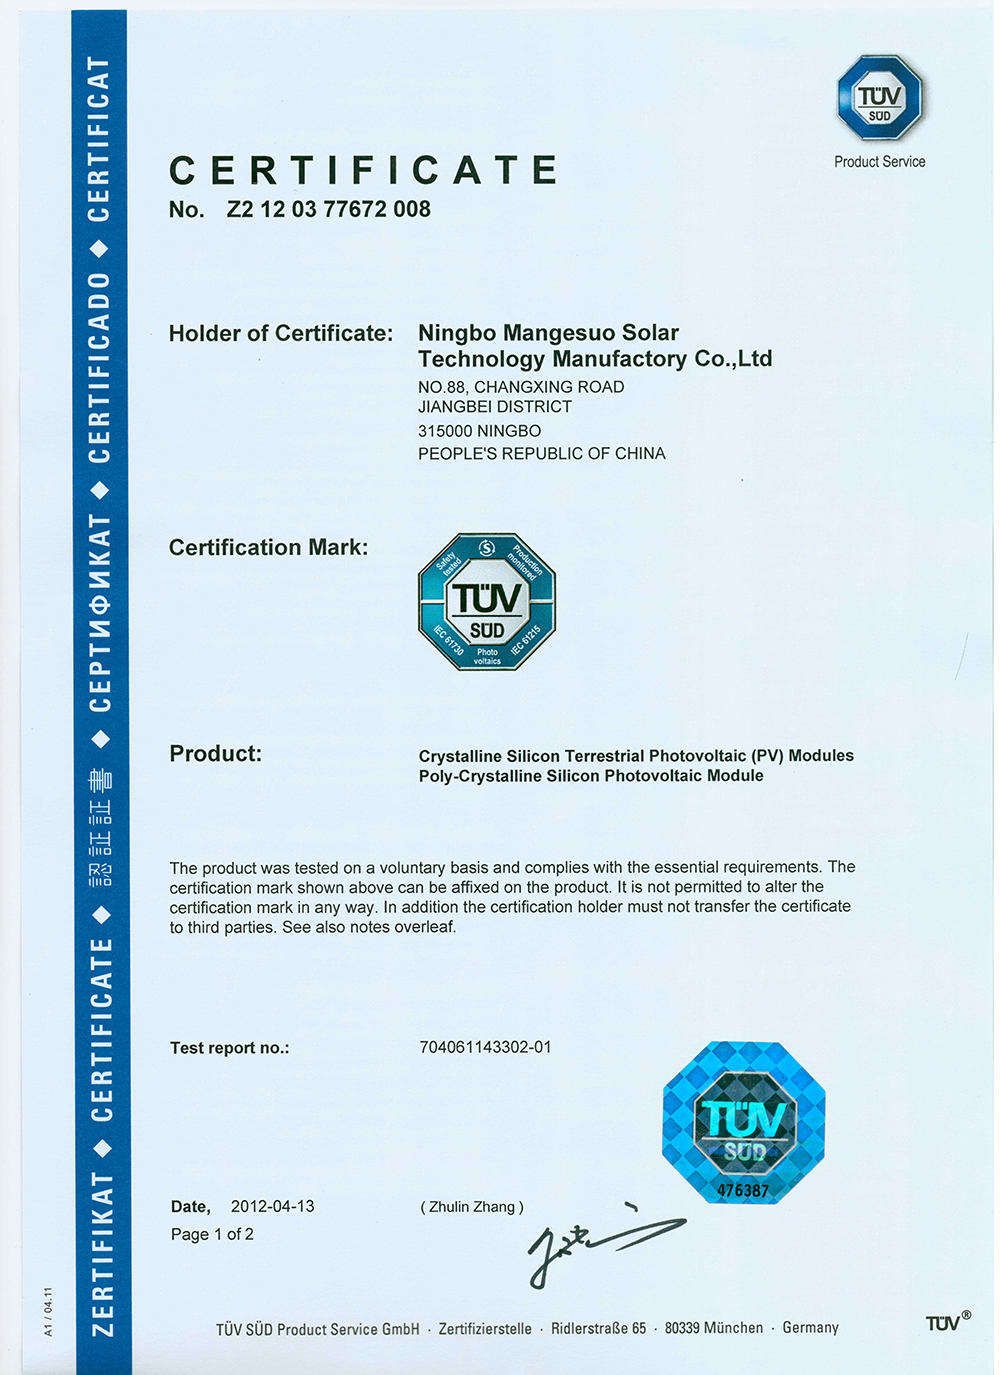 TÜV
SÜD
Product Service
CERTIFICATE
No. Z2 12 03 77672 008
Holder of Certificate: Ningbo Mangesuo Solar
Technology Manufactory Co.,Ltd
NO.88, CHANGXING ROAD
JIANGBEI DISTRICT
315000 NINGBO
PEOPLE'S REPUBLIC OF CHINA
Certification Mark:
Safety tested
S
Production monitored
TÜV
SÜD
IEC 61730
Photo
voltaics
IEC 61215
Product: Crystalline Silicon Terrestrial Photovoltaic (PV) Modules
Poly-Crystalline Silicon Photovoltaic Module
The product was tested on a voluntary basis and complies with the essential requirements. The
certification mark shown above can be affixed on the product. It is not permitted to alter the
certification mark in any way. In addition the certification holder must not transfer the certificate
to third parties. See also notes overleaf.
Test report no.: 704061143302-01
TÜV
SÜD
476387
Date, 2012-04-13 ( Zhulin Zhang )
Page 1 of 2
TÜV SÜD Product Service GmbH · Zertifizierstelle · Ridlerstraße 65 · 80339 München · Germany
TÜV®
A1 / 04.11
ZERTIFIKAT ◆ CERTIFICATE ◆ 認証証書 ◆ СЕРТИФИКАТ ◆ CERTIFICADO ◆ CERTIFICAT